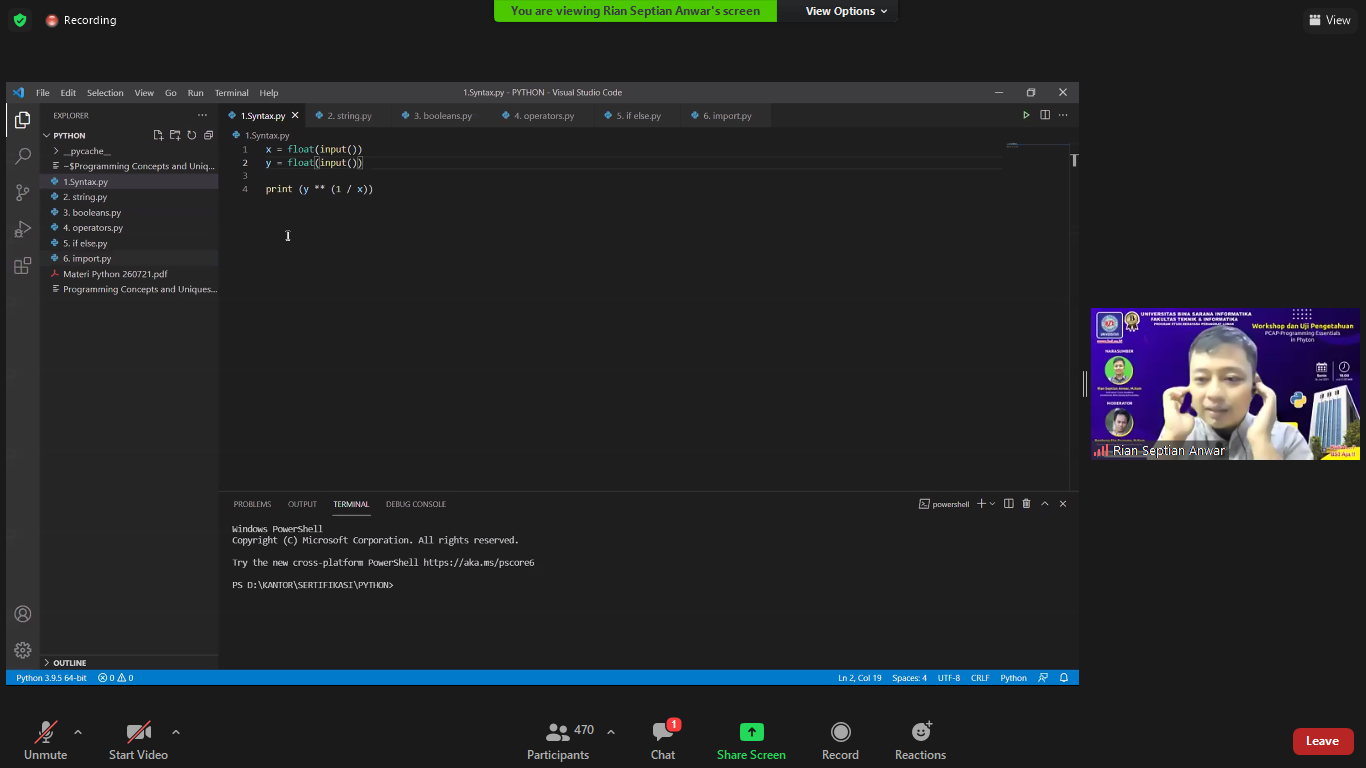 Recording
You are viewing Rian Septian Anwar's screen
View Options
View
File Edit Selection View Go Run Terminal Help
1.Syntax.py - PYTHON - Visual Studio Code
EXPLORER
PYTHON
__pycache__
~$Programming Concepts and Uniq...
1.Syntax.py
2. string.py
3. booleans.py
4. operators.py
5. if else.py
6. import.py
Materi Python 260721.pdf
Programming Concepts and Uniques...
OUTLINE
1.Syntax.py
2. string.py
3. booleans.py
4. operators.py
5. if else.py
6. import.py
1.Syntax.py
1 x = float(input())
2 y = float(input())
3
4 print (y ** (1 / x))
PROBLEMS OUTPUT TERMINAL DEBUG CONSOLE
powershell
Windows PowerShell
Copyright (C) Microsoft Corporation. All rights reserved.
Try the new cross-platform PowerShell https://aka.ms/pscore6
PS D:\KANTOR\SERTIFIKASI\PYTHON>
Python 3.9.5 64-bit 0 0
Ln 2, Col 19 Spaces: 4 UTF-8 CRLF Python
UNIVERSITAS BINA SARANA INFORMATIKA
FAKULTAS TEKNIK & INFORMATIKA
Workshop dan Uji Pengetahuan
PCAP-Programming Essentials
in Phyton
NARASUMBER
MODERATOR
Rian Septian Anwar
Unmute
Start Video
Participants
470
Chat
1
Share Screen
Record
Reactions
Leave